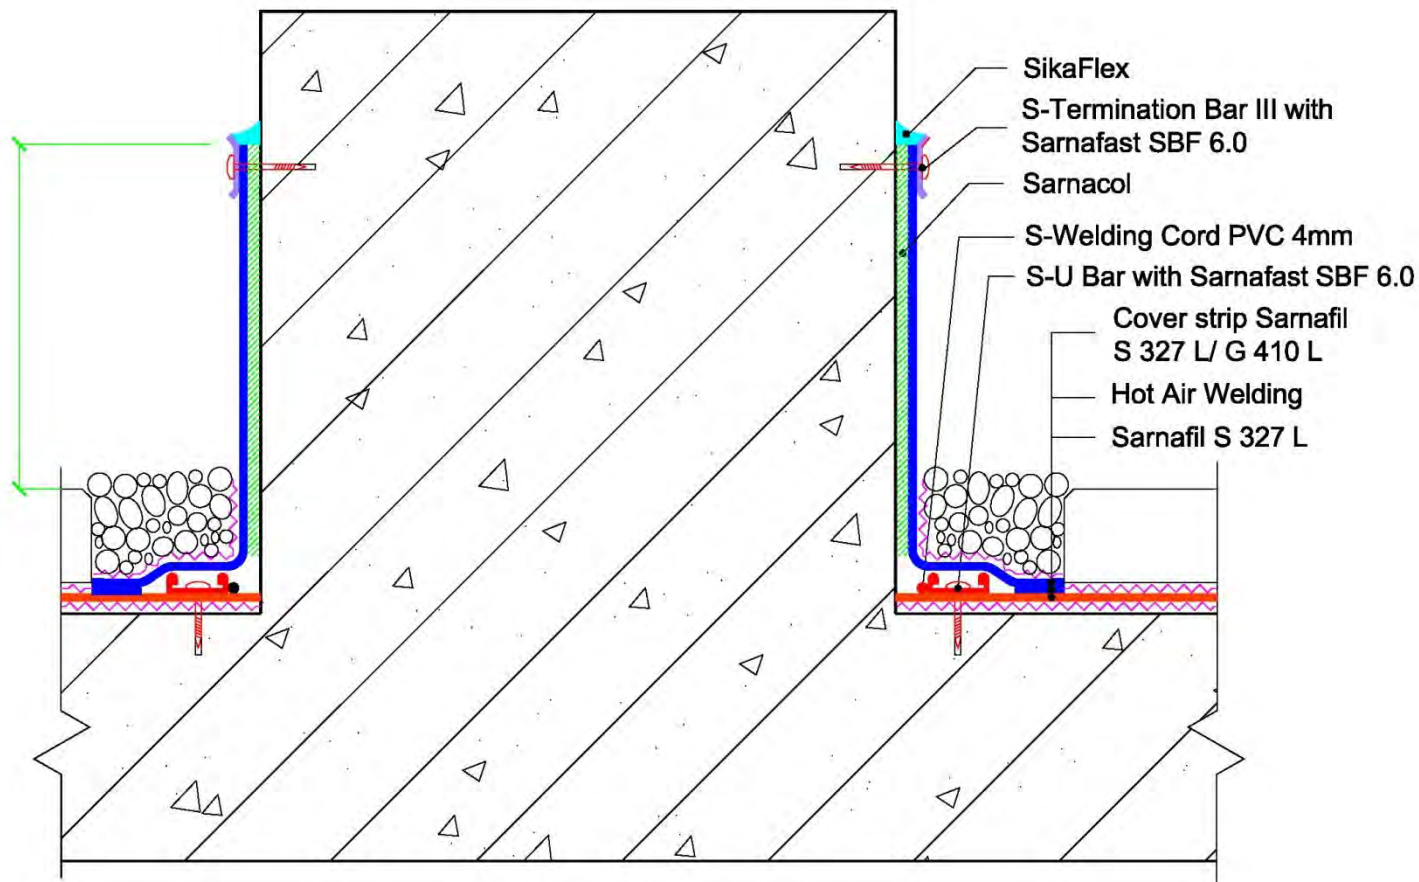 SikaFlex
S-Termination Bar III with
Sarnafast SBF 6.0
Sarnacol
S-Welding Cord PVC 4mm
S-U Bar with Sarnafast SBF 6.0
Cover strip Sarnafil
S 327 L/ G 410 L
Hot Air Welding
Sarnafil S 327 L